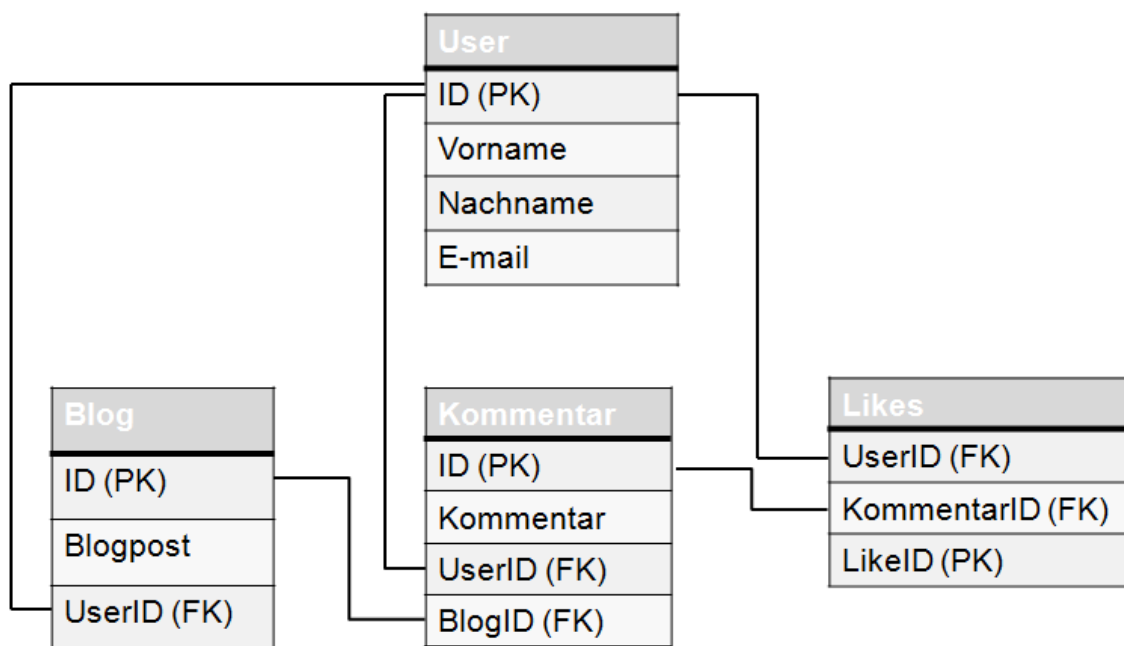 User
ID (PK)
Vorname
Nachname
E-mail
Blog
ID (PK)
Blogpost
UserID (FK)
Kommentar
ID (PK)
Kommentar
UserID (FK)
BlogID (FK)
Likes
UserID (FK)
KommentarID (FK)
LikeID (PK)